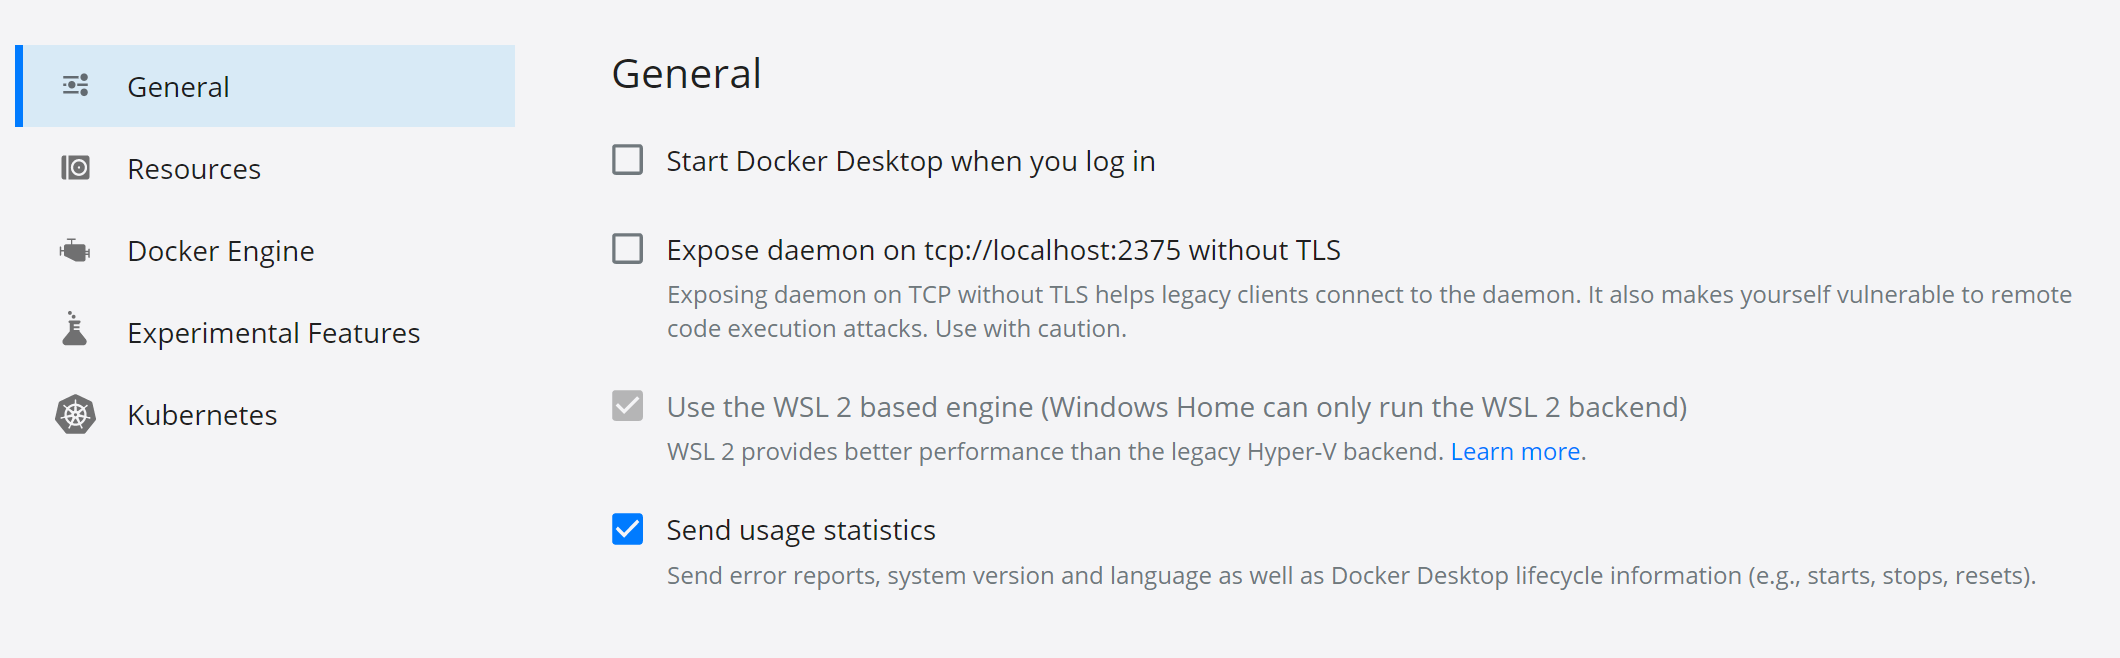 General
Resources
Docker Engine
Experimental Features
Kubernetes
General
Start Docker Desktop when you log in
Expose daemon on tcp://localhost:2375 without TLS
Exposing daemon on TCP without TLS helps legacy clients connect to the daemon. It also makes yourself vulnerable to remote
code execution attacks. Use with caution.
Use the WSL 2 based engine (Windows Home can only run the WSL 2 backend)
WSL 2 provides better performance than the legacy Hyper-V backend. Learn more.
Send usage statistics
Send error reports, system version and language as well as Docker Desktop lifecycle information (e.g., starts, stops, resets).